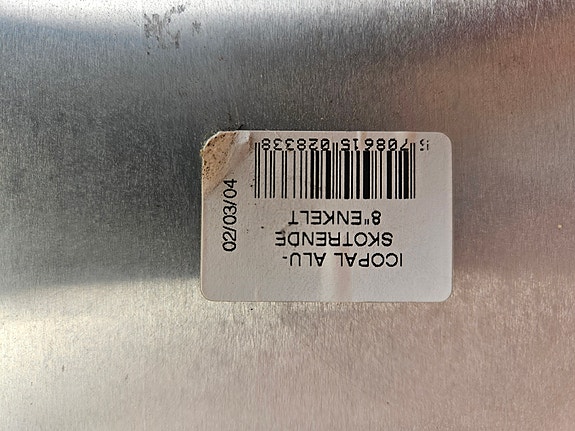 ICOPAL ALU-
SKOTRENDE
8"ENKELT
5 708615 028338
02/03/04